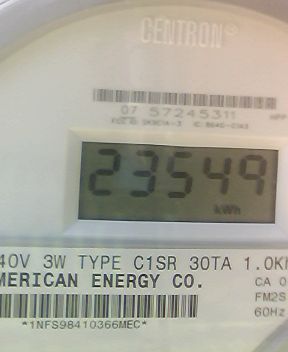 CENTRON®
07 57245311
23549
kWh
40V 3W TYPE C1SR 30TA 1.0K
MERICAN ENERGY CO.
CA 0
FM2S
60Hz
*1NFS98410366MEC*